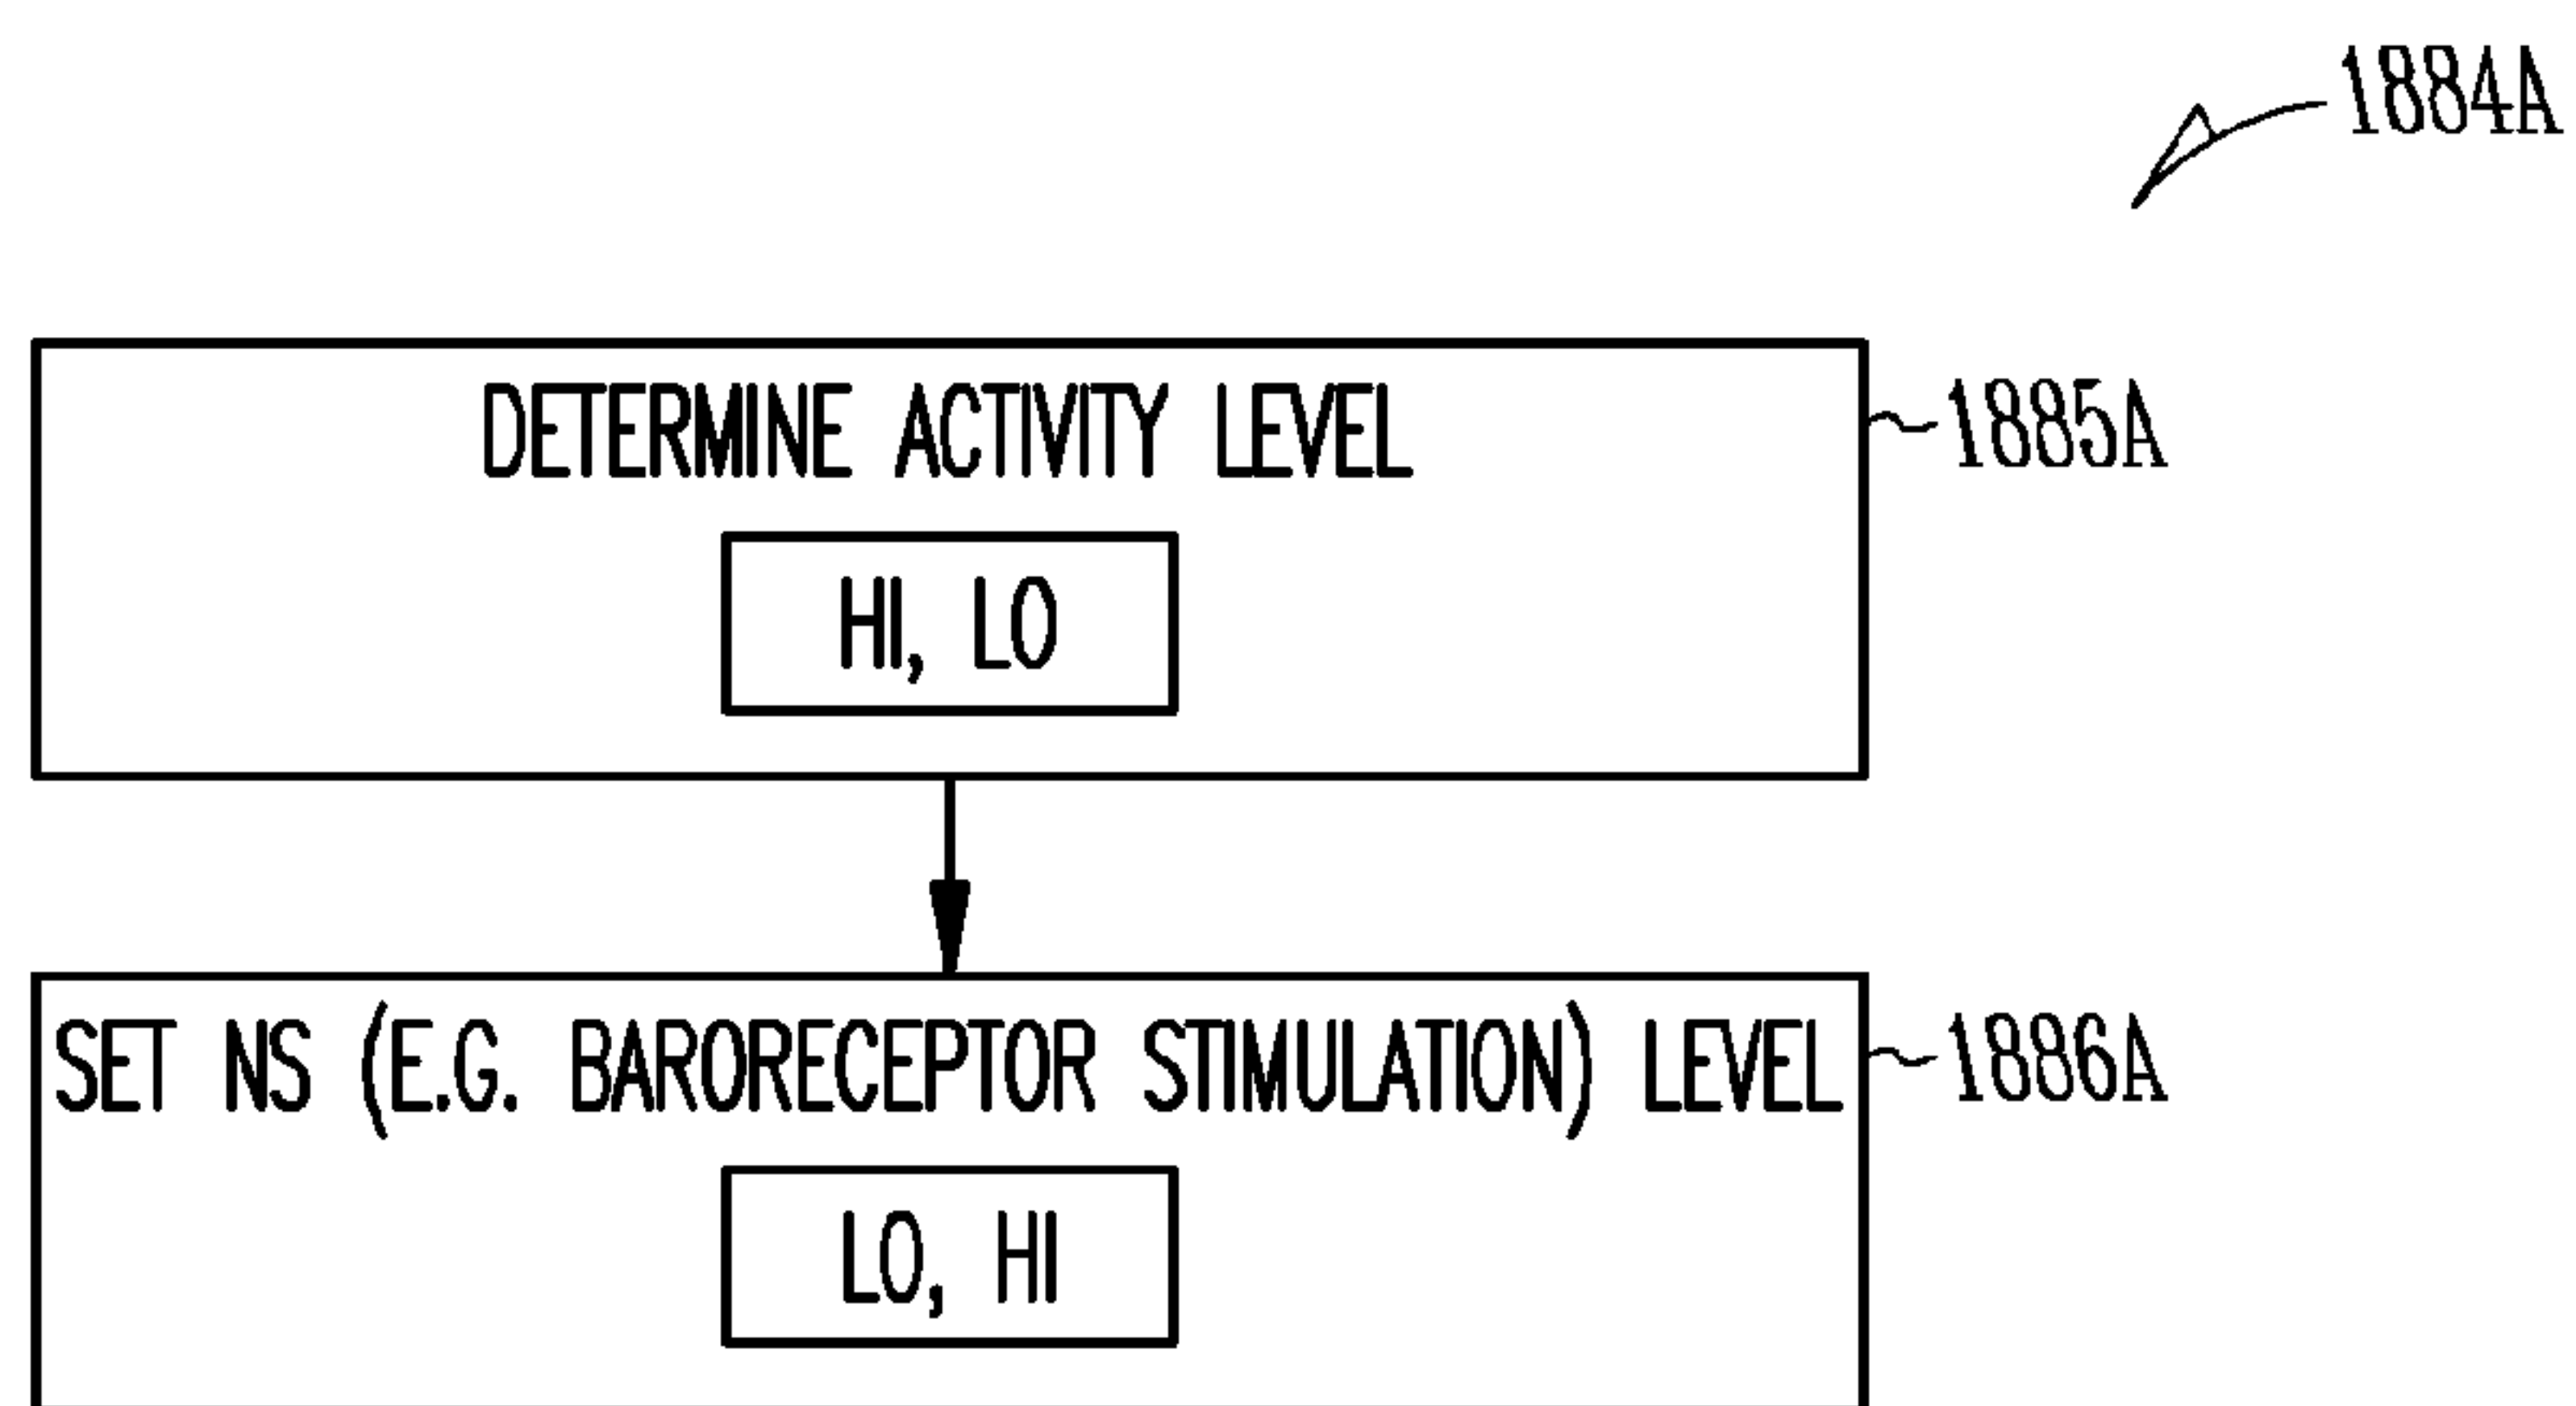 1884A
DETERMINE ACTIVITY LEVEL
1885A
HI, LO
SET NS (E.G. BARORECEPTOR STIMULATION) LEVEL
1886A
LO, HI